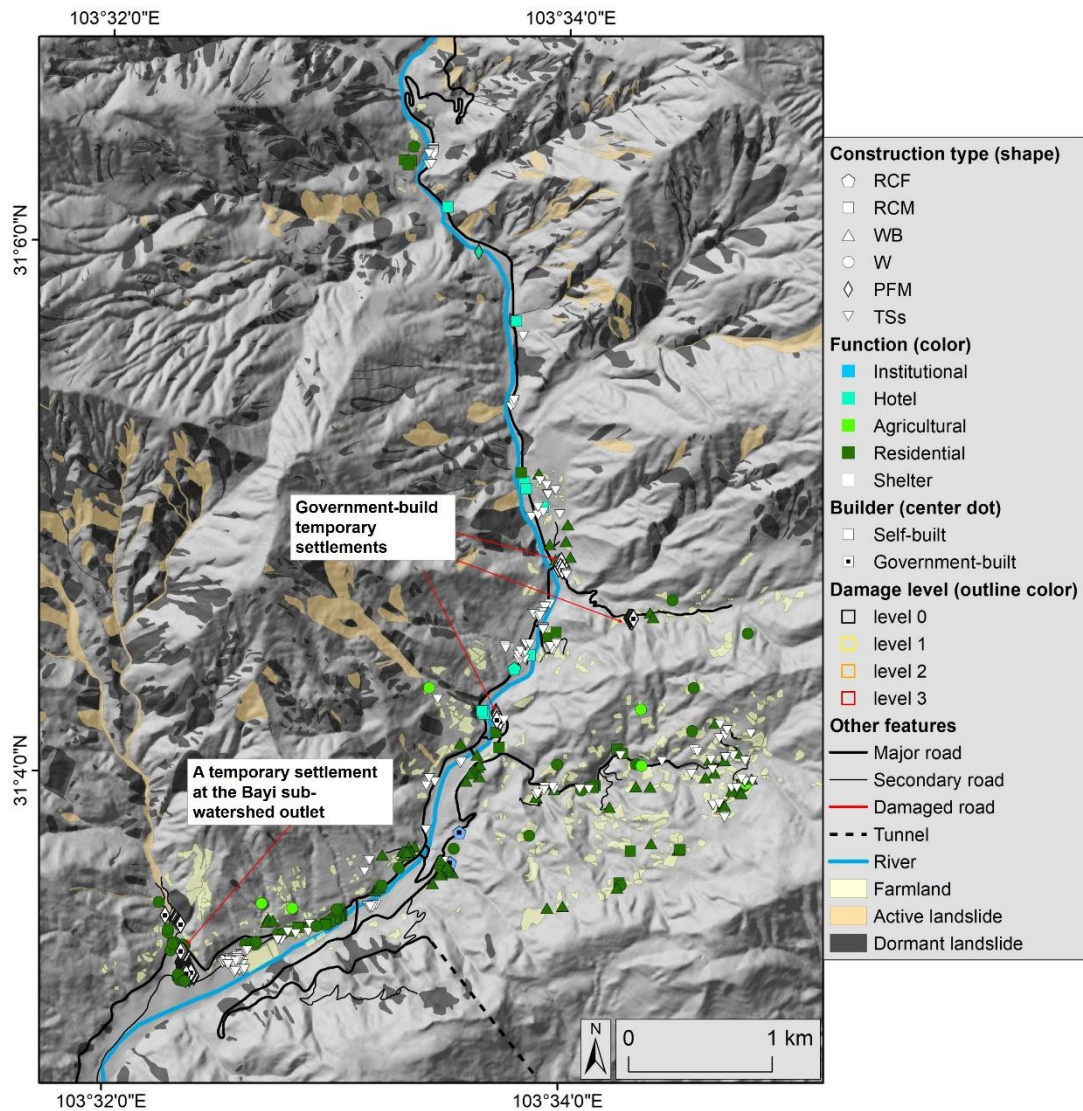 103°32'0"E
103°34'0"E
31°6'0"N
31°4'0"N
Government-build
temporary
settlements
A temporary settlement
at the Bayi sub-
watershed outlet
N
0
1 km
103°32'0"E
103°34'0"E
Construction type (shape)
RCF
RCM
WB
W
PFM
TSs
Function (color)
Institutional
Hotel
Agricultural
Residential
Shelter
Builder (center dot)
Self-built
Government-built
Damage level (outline color)
level 0
level 1
level 2
level 3
Other features
Major road
Secondary road
Damaged road
Tunnel
River
Farmland
Active landslide
Dormant landslide